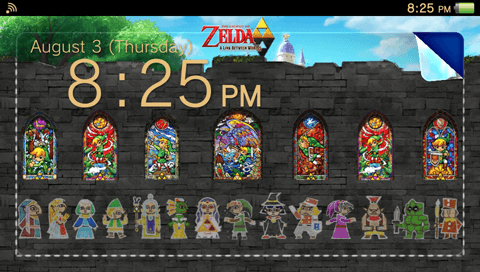 8:25 PM
THE LEGEND OF
ZELDA
A LINK BETWEEN WORLDS
August 3 (Thursday)
8:25 PM